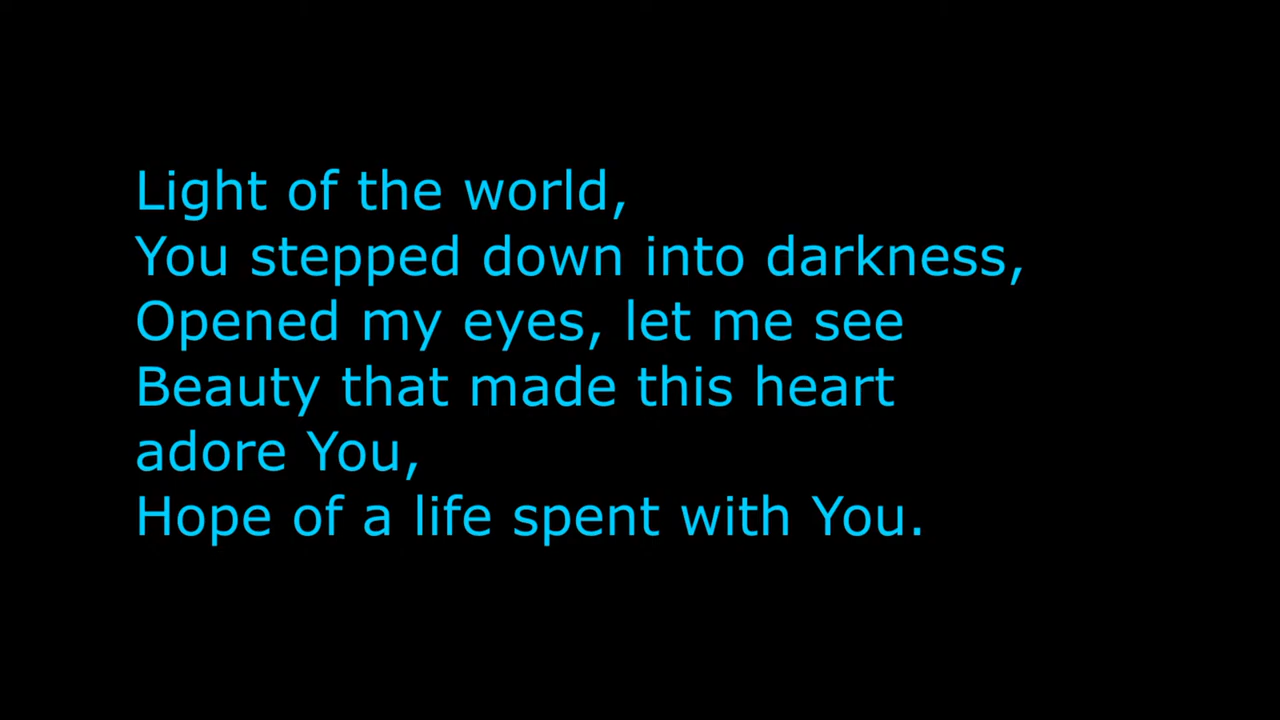 Light of the world,
You stepped down into darkness,
Opened my eyes, let me see
Beauty that made this heart
adore You,
Hope of a life spent with You.